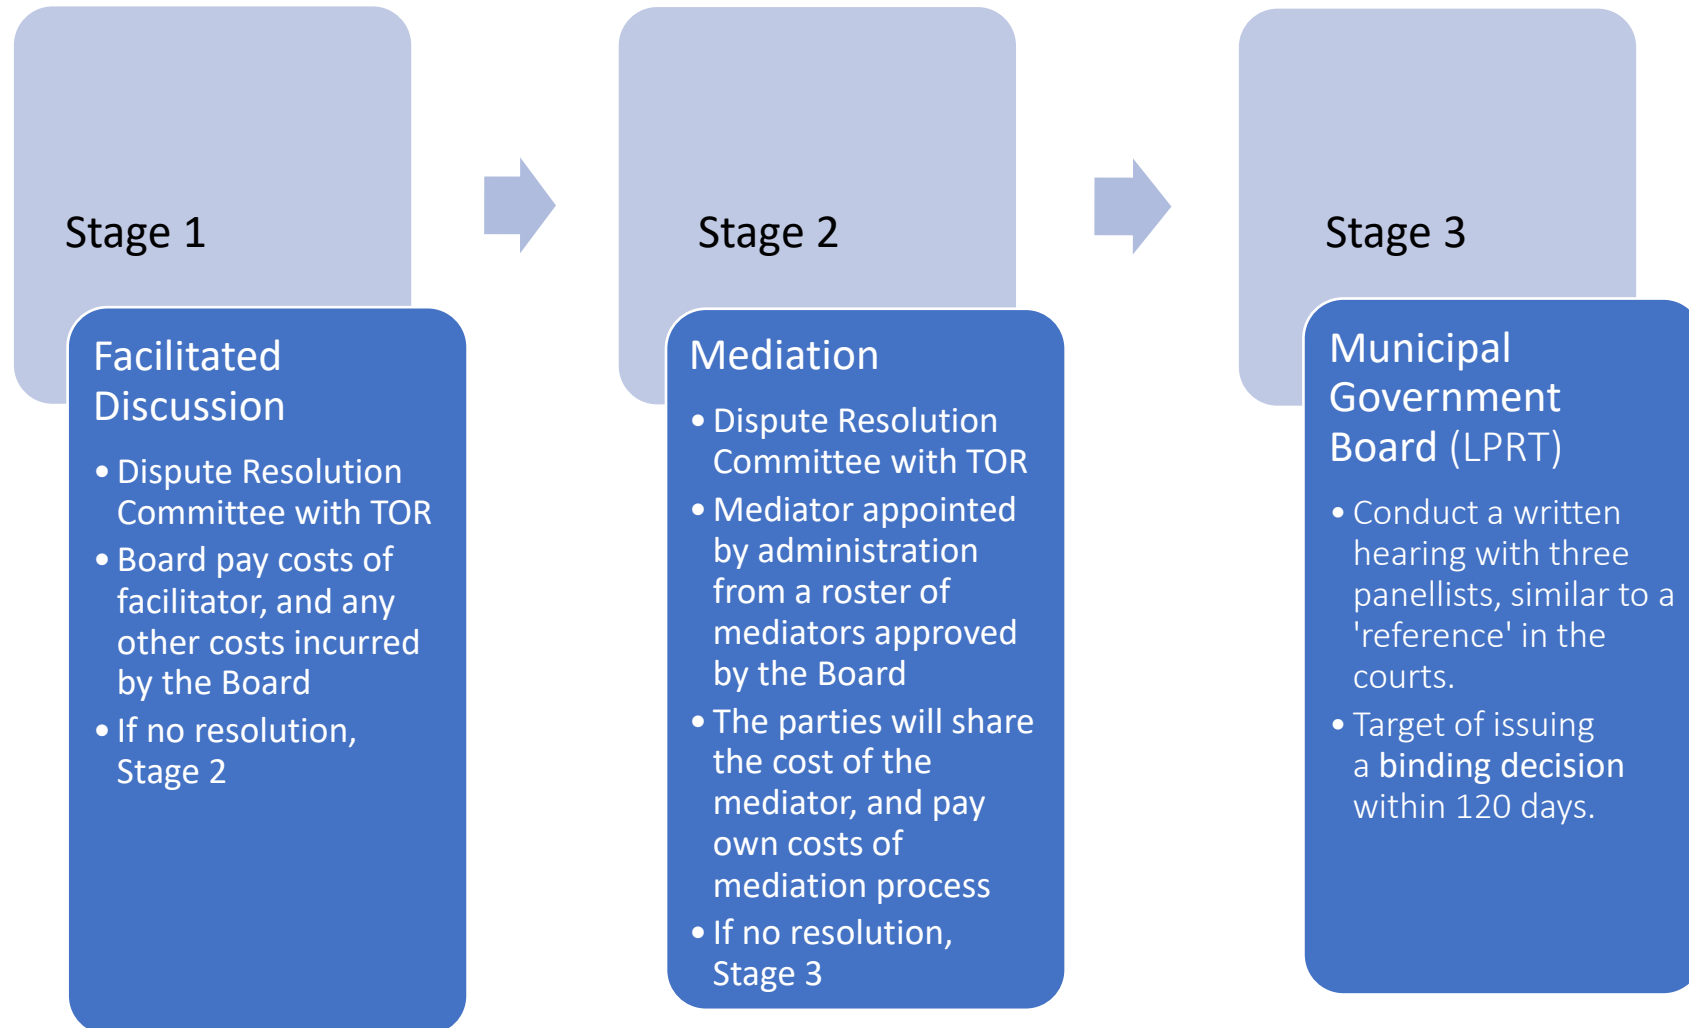 Stage 1
Facilitated
Discussion
• Dispute Resolution
Committee with TOR
• Board pay costs of
facilitator, and any
other costs incurred
by the Board
• If no resolution,
Stage 2
Stage 2
Mediation
• Dispute Resolution
Committee with TOR
• Mediator appointed
by administration
from a roster of
mediators approved
by the Board
• The parties will share
the cost of the
mediator, and pay
own costs of
mediation process
• If no resolution,
Stage 3
Stage 3
Municipal
Government
Board (LPRT)
• Conduct a written
hearing with three
panellists, similar to a
'reference' in the
courts.
• Target of issuing
a binding decision
within 120 days.